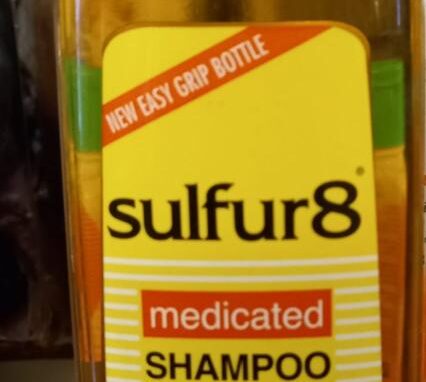 NEW EASY GRIP BOTTLE
sulfur8
medicated
SHAMPOO